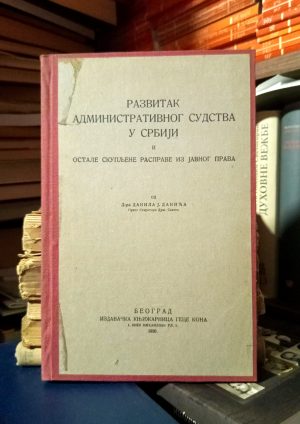 РАЗВИТАК
АДМИНИСТРАТИВНОГ СУДСТВА
У СРБИЈИ
И
ОСТАЛЕ СКУПЉЕНЕ РАСПРАВЕ ИЗ ЈАВНОГ ПРАВА
ОД
Д-ра ДАНИЛА Ј. ДАНИЋА
БЕОГРАД
ИЗДАВАЧКА КЊИЖАРНИЦА ГЕЦЕ КОНА
ДУХОВНЕ ВЕЖБЕ